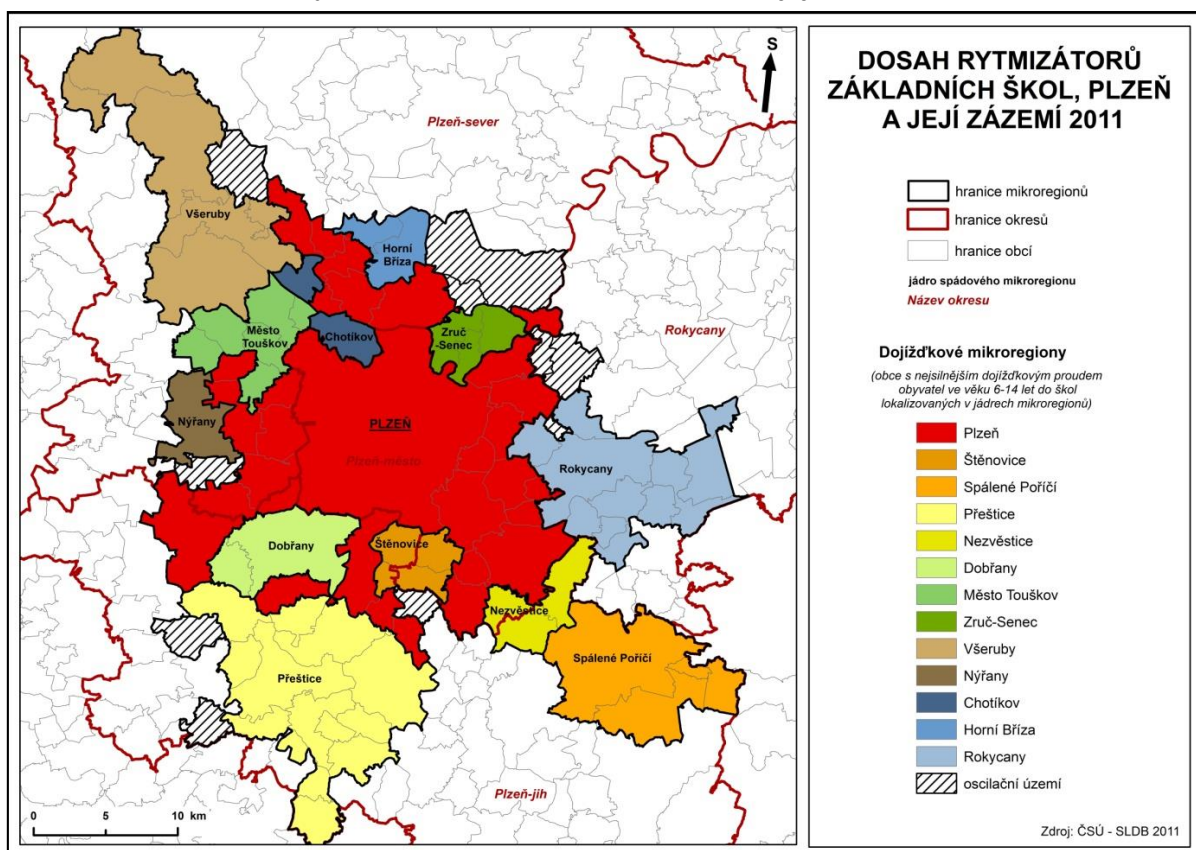 S
Plzeň-sever
Všeruby
Horní
Bříza
Rokycany
Město
Touškov
Chotíkov
Zruč
-Senec
Nýřany
PLZEŇ
Plzeň-město
Rokycany
Dobřany
Štěnovice
Nezvěstice
Spálené Poříčí
Přeštice
Plzeň-jih
0 5 10 km
DOSAH RYTMIZÁTORŮ
ZÁKLADNÍCH ŠKOL, PLZEŇ
A JEJÍ ZÁZEMÍ 2011
hranice mikroregionů
hranice okresů
hranice obcí
jádro spádového mikroregionu
Název okresu
Dojížďkové mikroregiony
(obce s nejsilnějším dojížďkovým proudem
obyvatel ve věku 6-14 let do škol
lokalizovaných v jádrech mikroregionů)
Plzeň
Štěnovice
Spálené Poříčí
Přeštice
Nezvěstice
Dobřany
Město Touškov
Zruč-Senec
Všeruby
Nýřany
Chotíkov
Horní Bříza
Rokycany
oscilační území
Zdroj: ČSÚ - SLDB 2011